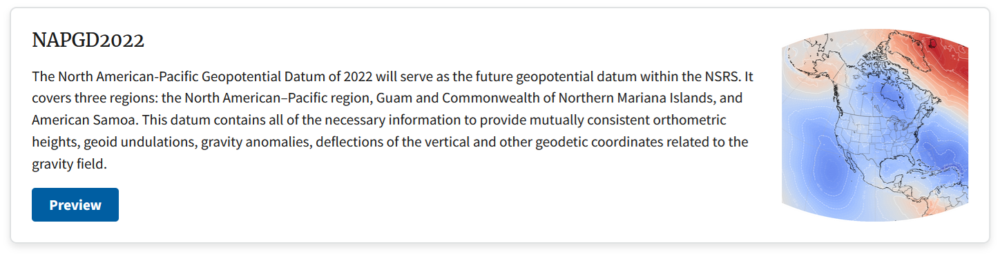 NAPGD2022
The North American-Pacific Geopotential Datum of 2022 will serve as the future geopotential datum within the NSRS. It
covers three regions: the North American–Pacific region, Guam and Commonwealth of Northern Mariana Islands, and
American Samoa. This datum contains all of the necessary information to provide mutually consistent orthometric
heights, geoid undulations, gravity anomalies, deflections of the vertical and other geodetic coordinates related to the
gravity field.
Preview